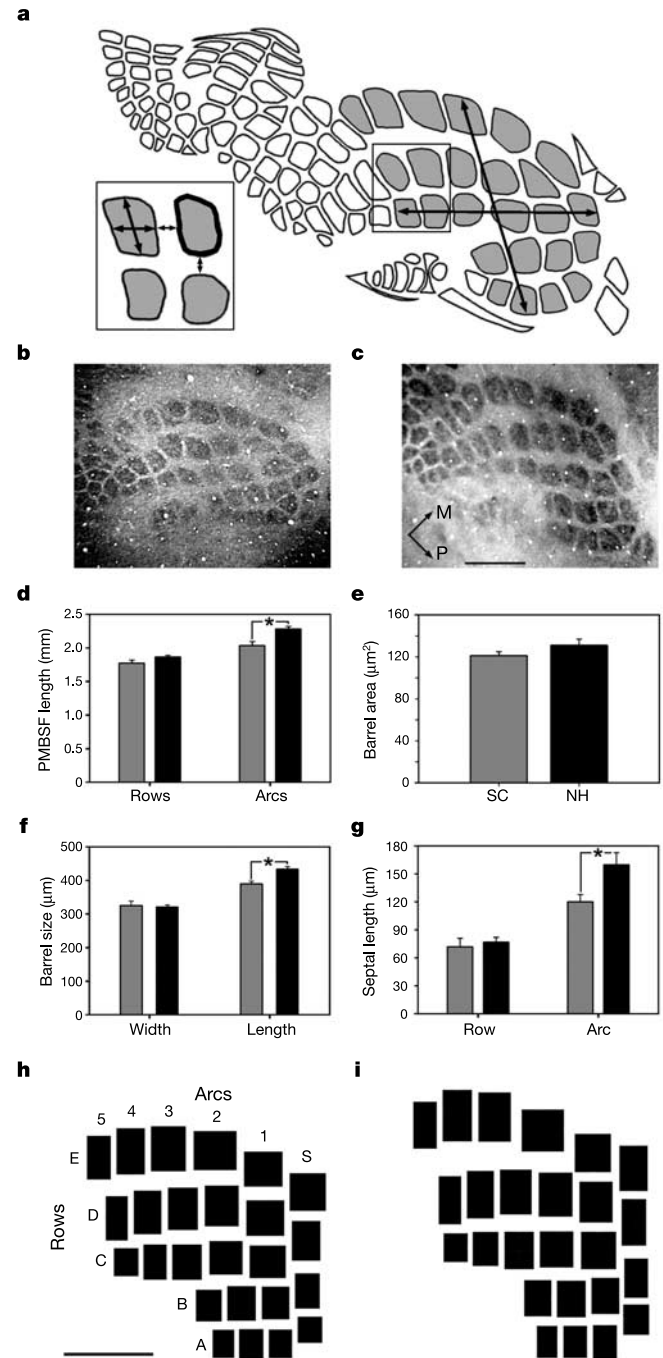 a
b
c
M
P
d
PMBSF length (mm)
2.5
2.0
1.5
1.0
0.5
0
*
Rows
Arcs
e
Barrel area (μm²)
160
120
80
40
0
SC
NH
f
Barrel size (μm)
500
400
300
200
100
0
*
Width
Length
g
Septal length (μm)
180
150
120
90
60
30
0
*
Row
Arc
h
Arcs
5 4 3 2 1 S
Rows
E
D
C
B
A
i